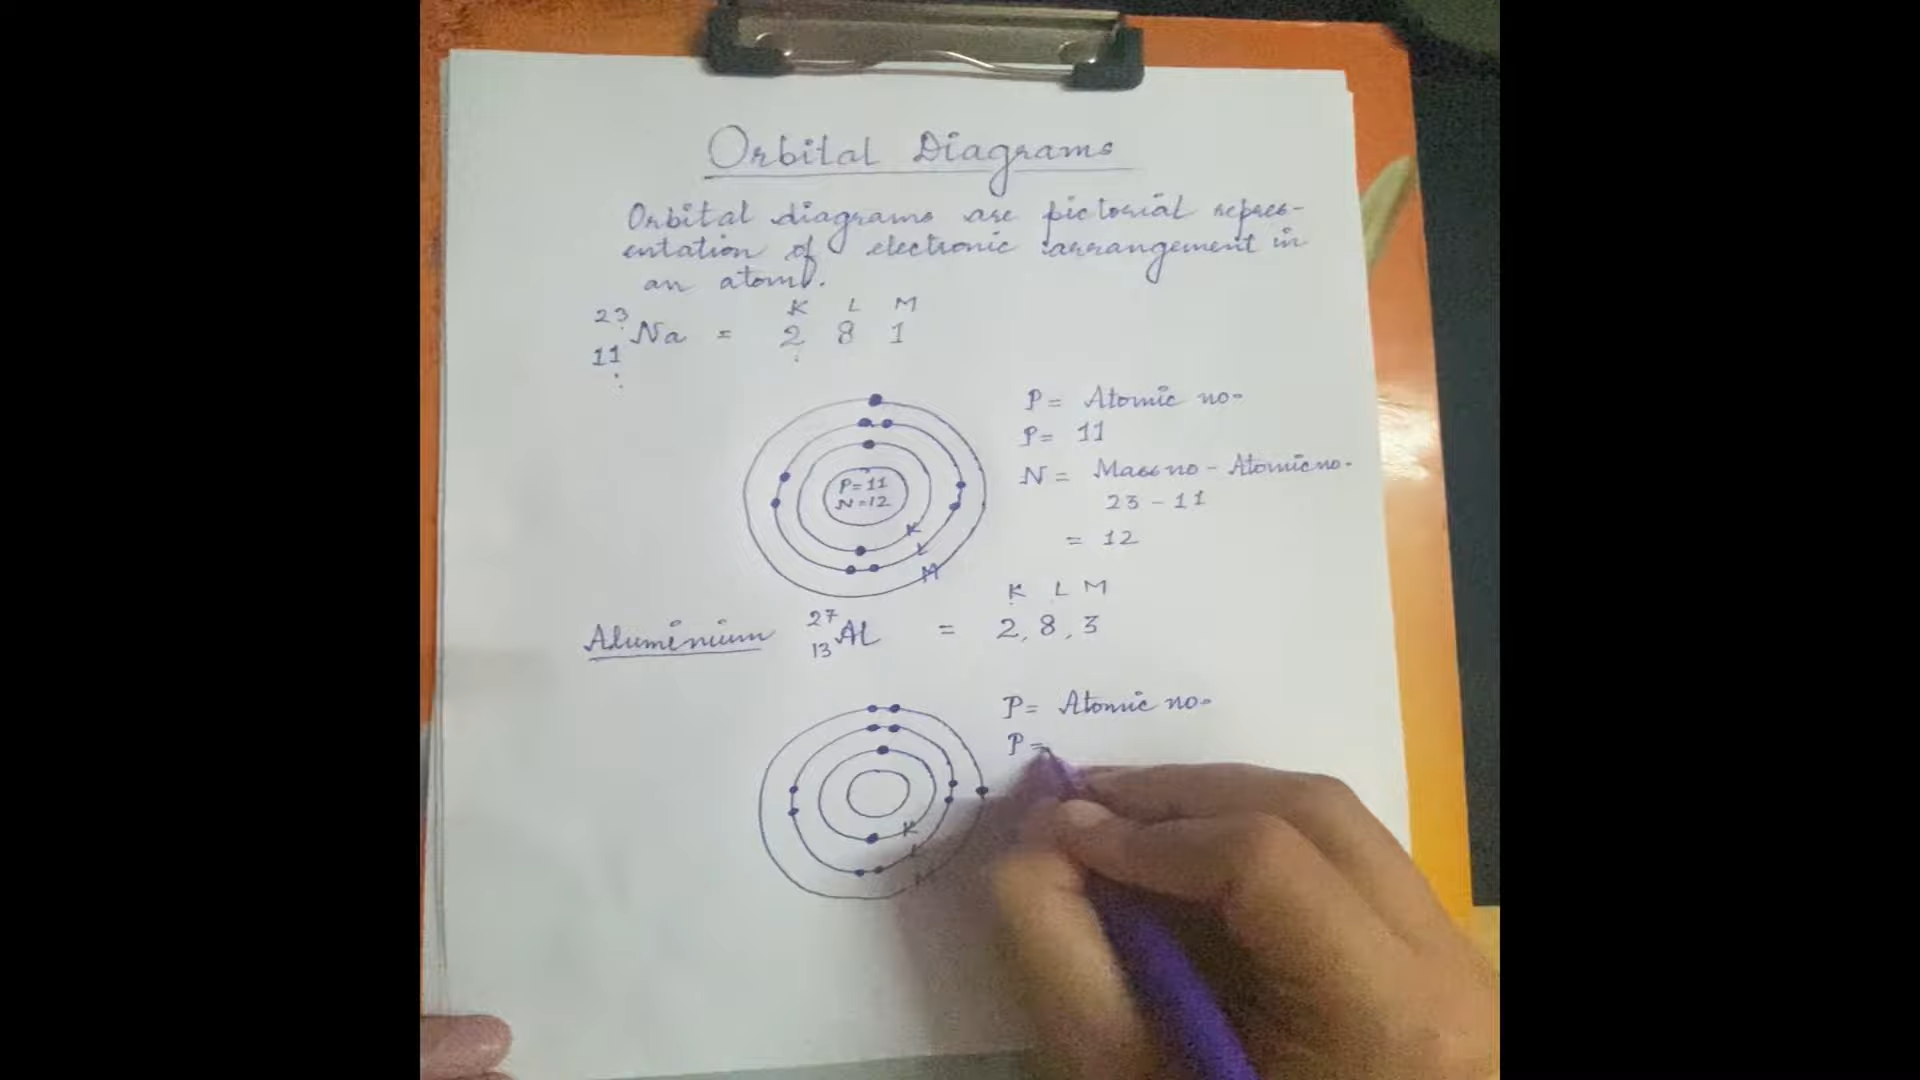 Orbital Diagrams
Orbital diagrams are pictorial repres-
entation of electronic arrangement in
an atom.
K L M
23
11 Na = 2 8 1
P = Atomic no-
P = 11
N = Mass no - Atomic no-
23 - 11
= 12
P = 11
N = 12
K
L
M
K L M
Aluminium 27
13 Al = 2, 8, 3
P = Atomic no-
P =
K
L
M